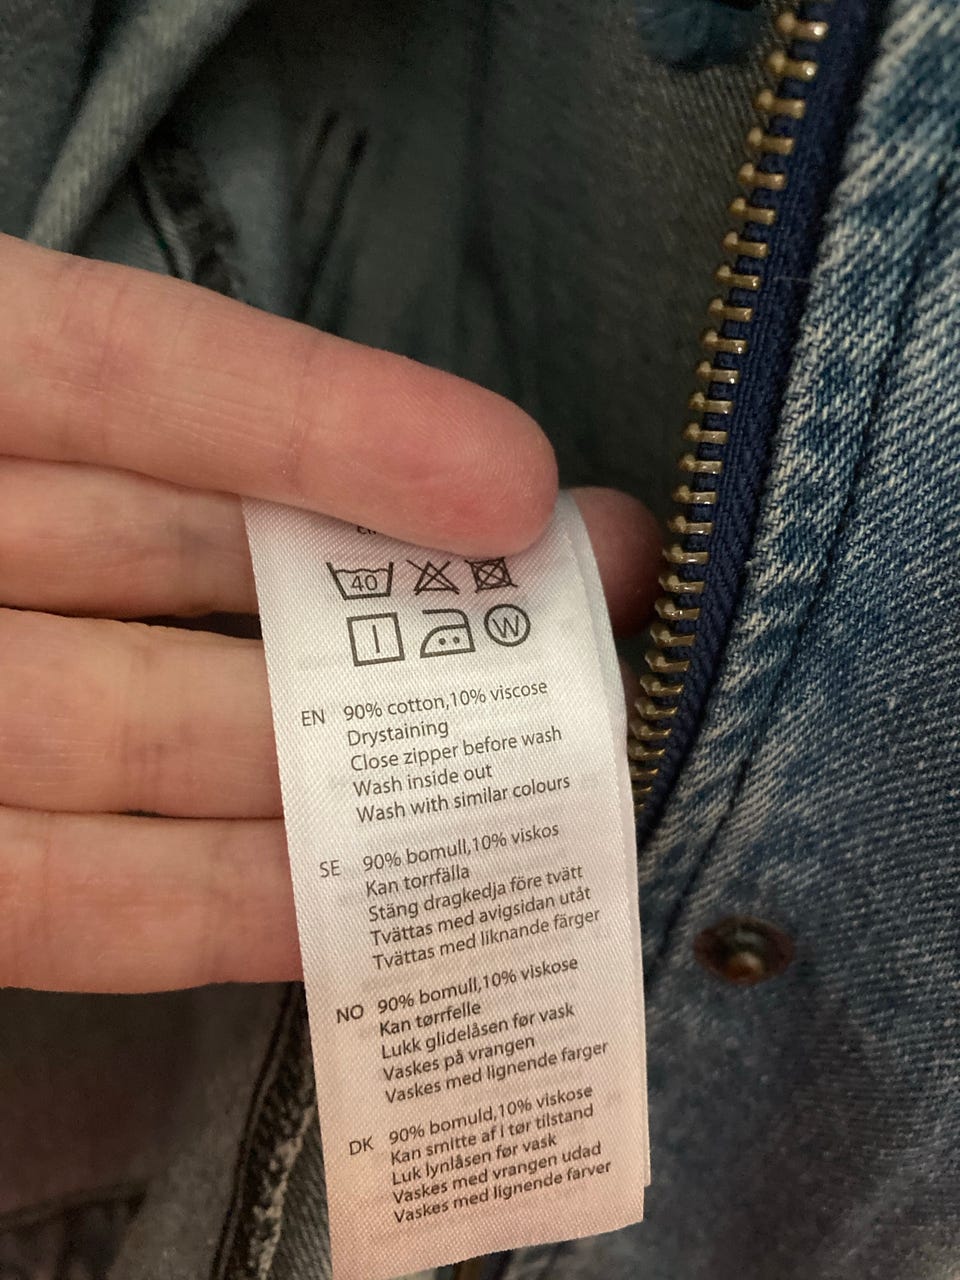 40
W
EN 90% cotton,10% viscose
Drystaining
Close zipper before wash
Wash inside out
Wash with similar colours
SE 90% bomull,10% viskos
Kan torrfälla
Stäng dragkedja före tvätt
Tvättas med avigsidan utåt
Tvättas med liknande färger
NO 90% bomull,10% viskose
Kan tørrfelle
Lukk glidelåsen før vask
Vaskes på vrangen
Vaskes med lignende farger
DK 90% bomuld,10% viskose
Kan smitte af i tør tilstand
Luk lynlåsen før vask
Vaskes med vrangen udad
Vaskes med lignende farver